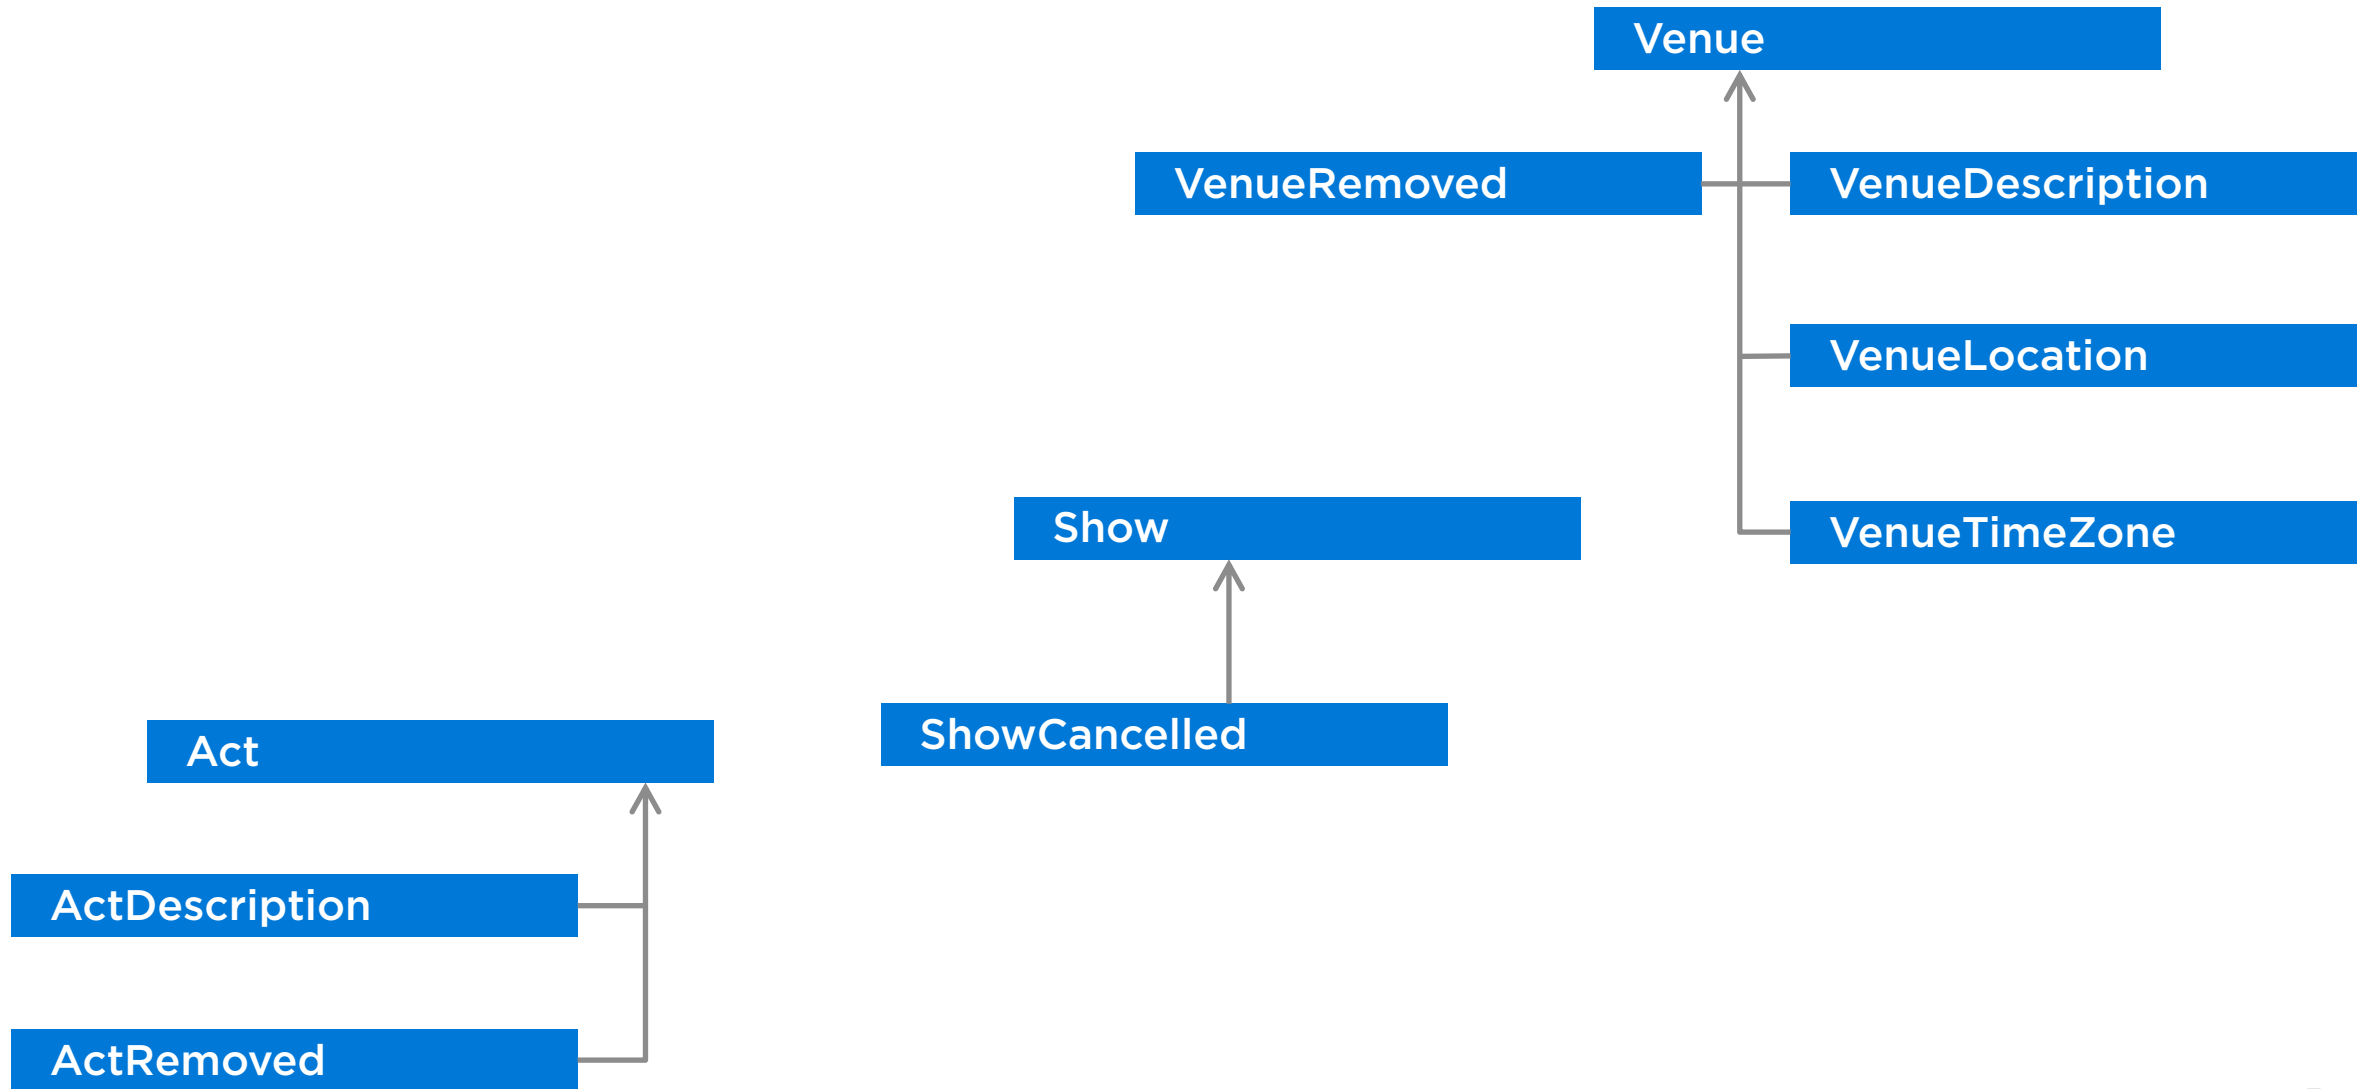 Venue
VenueRemoved
VenueDescription
VenueLocation
Show
VenueTimeZone
ShowCancelled
Act
ActDescription
ActRemoved